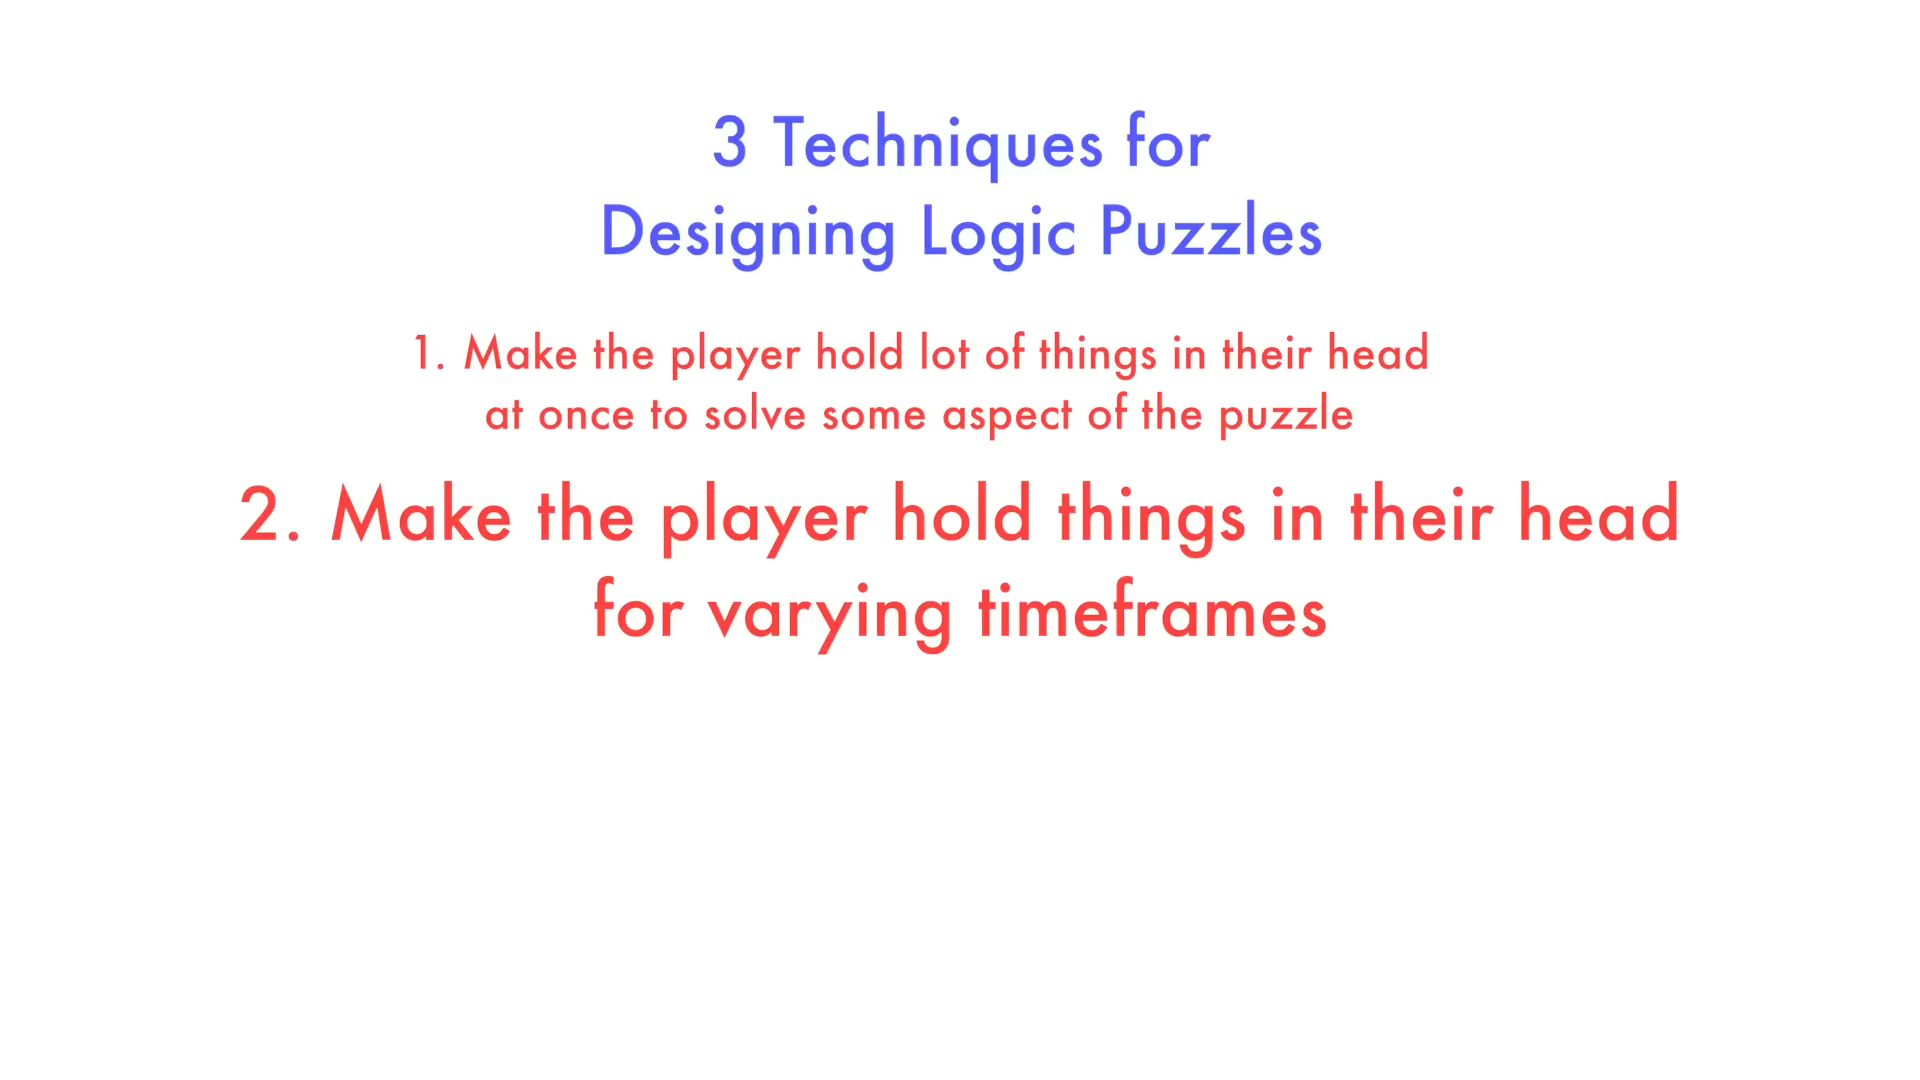 3 Techniques for
Designing Logic Puzzles
1. Make the player hold lot of things in their head
at once to solve some aspect of the puzzle
2. Make the player hold things in their head
for varying timeframes